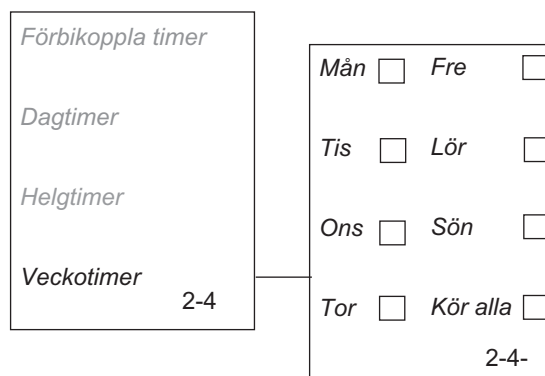 Förbikoppla timer
Dagtimer
Helgtimer
Veckotimer
2-4
Mån Fre
Tis Lör
Ons Sön
Tor Kör alla
2-4-